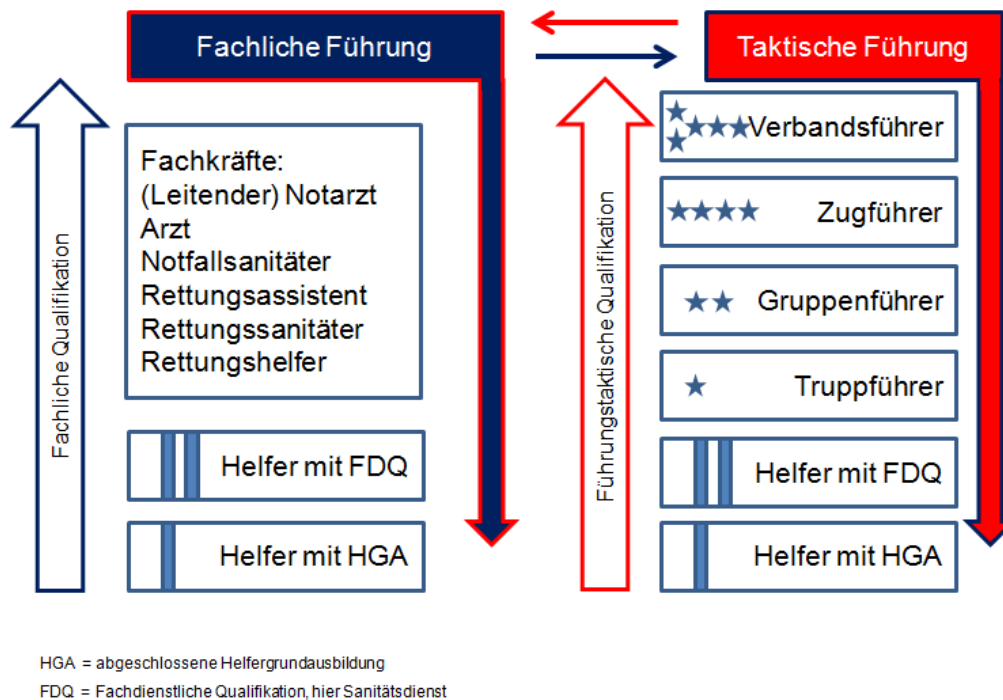 Fachliche Führung
Taktische Führung
Fachliche Qualifikation
Fachkräfte:
(Leitender) Notarzt
Arzt
Notfallsanitäter
Rettungsassistent
Rettungssanitäter
Rettungshelfer
Helfer mit FDQ
Helfer mit HGA
Führungstaktische Qualifikation
Verbandsführer
Zugführer
Gruppenführer
Truppführer
Helfer mit FDQ
Helfer mit HGA
HGA = abgeschlossene Helfergrundausbildung
FDQ = Fachdienstliche Qualifikation, hier Sanitätsdienst